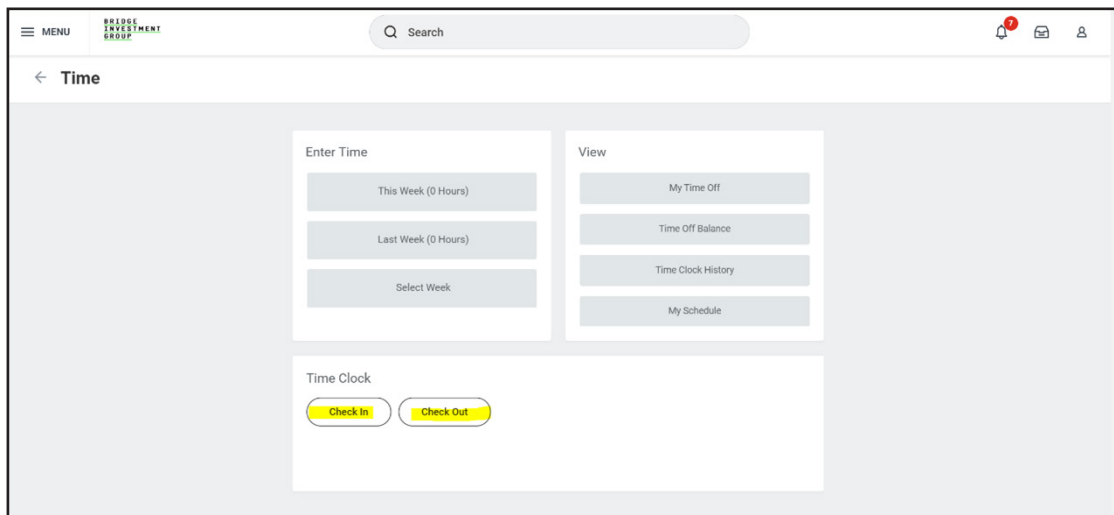 MENU
BRIDGE
INVESTMENT
GROUP
Search
7
Time
Enter Time
This Week (0 Hours)
Last Week (0 Hours)
Select Week
View
My Time Off
Time Off Balance
Time Clock History
My Schedule
Time Clock
Check In
Check Out